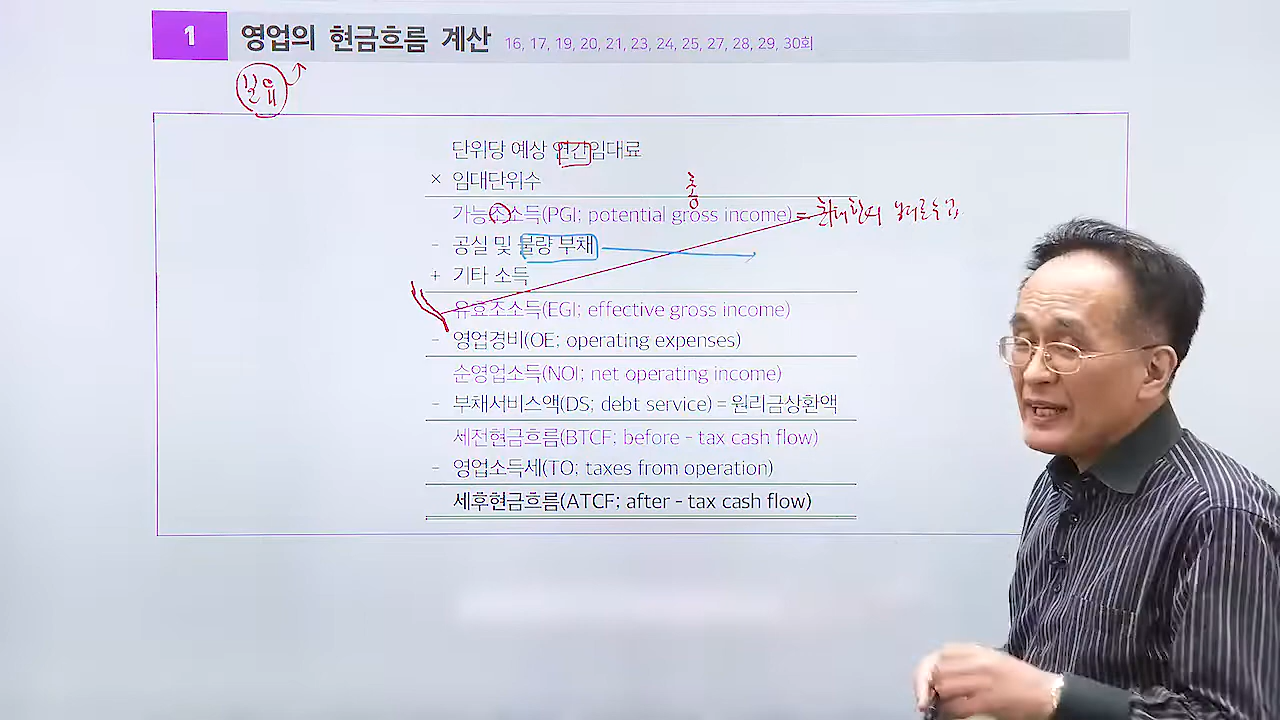 1 영업의 현금흐름 계산 16, 17, 19, 20, 21, 23, 24, 25, 27, 28, 29, 30회
보유
단위당 예상 연간임대료
× 임대단위수
총
가능조소득(PGI; potential gross income) =
- 공실 및 불량 부채
+ 기타 소득
유효조소득(EGI; effective gross income)
- 영업경비(OE; operating expenses)
순영업소득(NOI; net operating income)
- 부채서비스액(DS; debt service) = 원리금상환액
세전현금흐름(BTCF; before - tax cash flow)
- 영업소득세(TO; taxes from operation)
세후현금흐름(ATCF; after - tax cash flow)